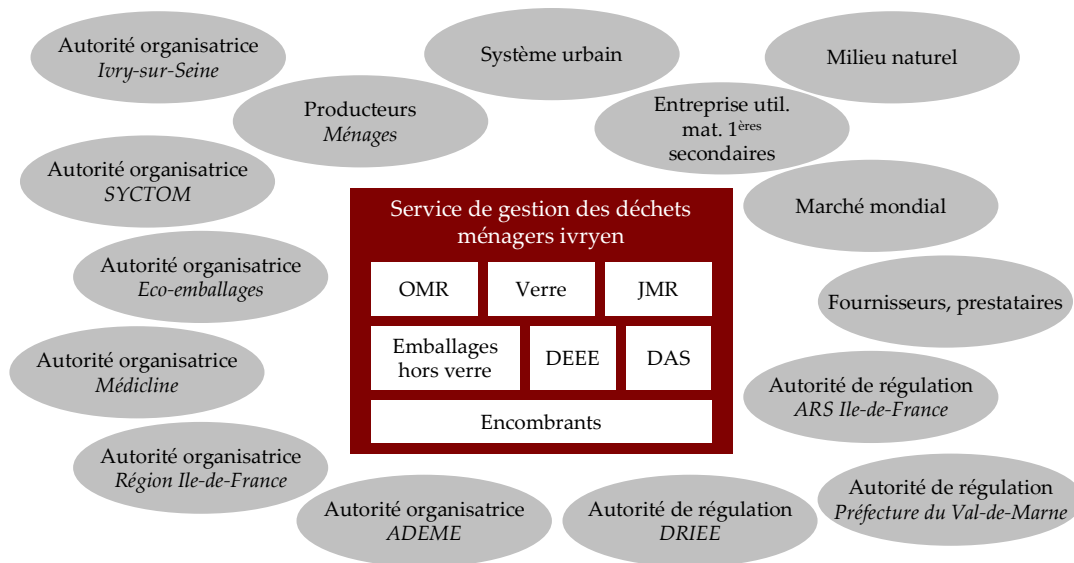 Autorité organisatrice
Ivry-sur-Seine
Système urbain
Milieu naturel
Producteurs
Ménages
Entreprise util.
mat. 1ères
secondaires
Autorité organisatrice
SYCTOM
Marché mondial
Service de gestion des déchets
ménagers ivryen
Autorité organisatrice
Eco-emballages
OMR
Verre
JMR
Fournisseurs, prestataires
Autorité organisatrice
Médicline
Emballages
hors verre
DEEE
DAS
Autorité de régulation
ARS Ile-de-France
Encombrants
Autorité organisatrice
Région Ile-de-France
Autorité organisatrice
ADEME
Autorité de régulation
DRIEE
Autorité de régulation
Préfecture du Val-de-Marne